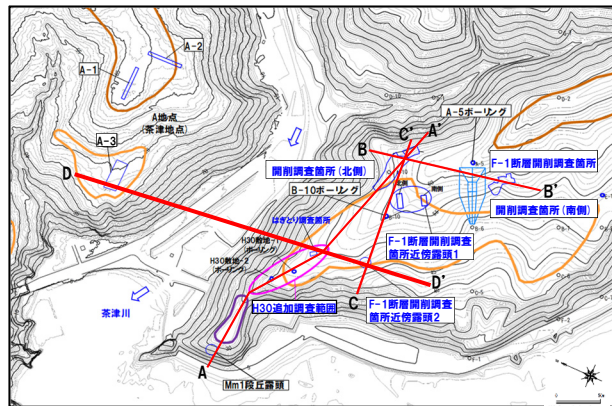 A-2
A-1
A地点
(茶津地点)
A-3
D
A-5ボーリング
C'
A'
B
F-1断層開削調査箇所
開削調査箇所(北側)
B-10ボーリング
北側
南側
B'
開削調査箇所(南側)
はぎとり調査箇所
H30敷地-1
(ボーリング)
H30敷地-2
(ボーリング)
F-1断層開削調査
箇所近傍露頭1
D'
C
F-1断層開削調査
箇所近傍露頭2
H30追加調査範囲
茶津川
A
Mm1段丘露頭